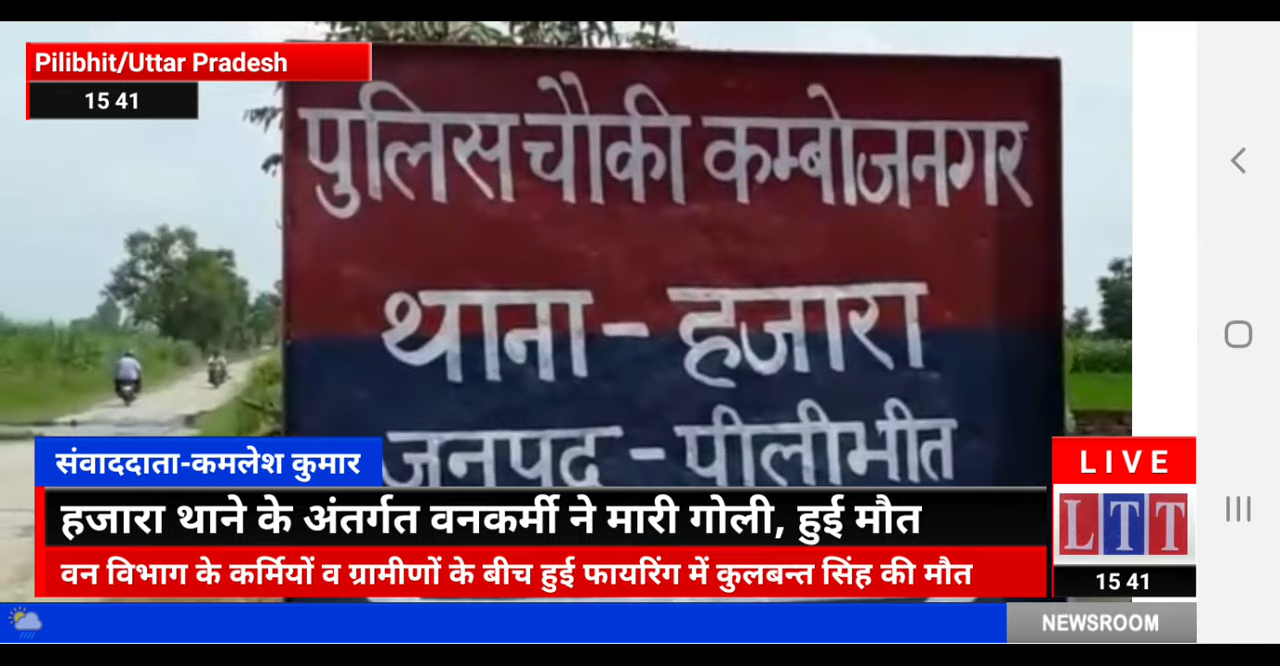 Pilibhit/Uttar Pradesh
15 41
पुलिस चौकी कम्बोजनगर
थाना - हजारा
जनपद - पीलीभीत
संवाददाता-कमलेश कुमार
हजारा थाने के अंतर्गत वनकर्मी ने मारी गोली, हुई मौत
वन विभाग के कर्मियों व ग्रामीणों के बीच हुई फायरिंग में कुलबन्त सिंह की मौत
LIVE
LTT
15 41
NEWSROOM